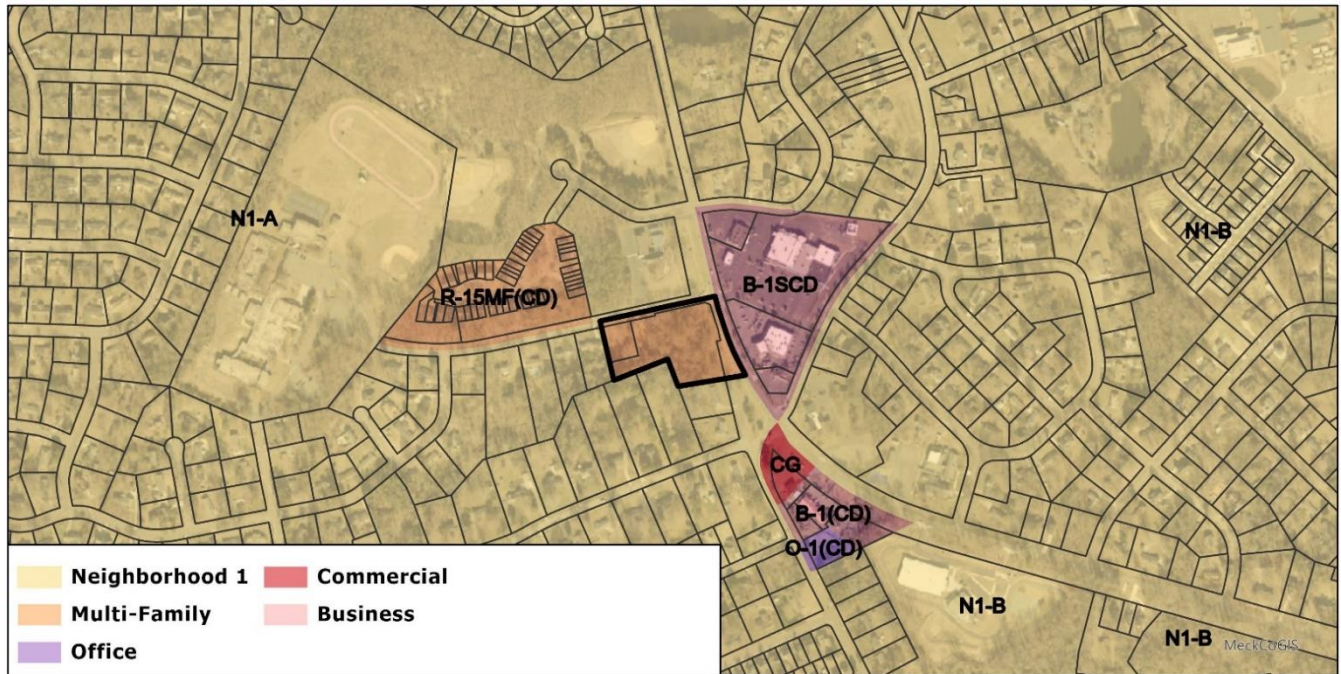 N1-A
N1-B
B-1SCD
R-15MF(CD)
CG
B-1(CD)
O-1(CD)
N1-B
N1-B
MeckCoGIS
Neighborhood 1
Commercial
Multi-Family
Business
Office